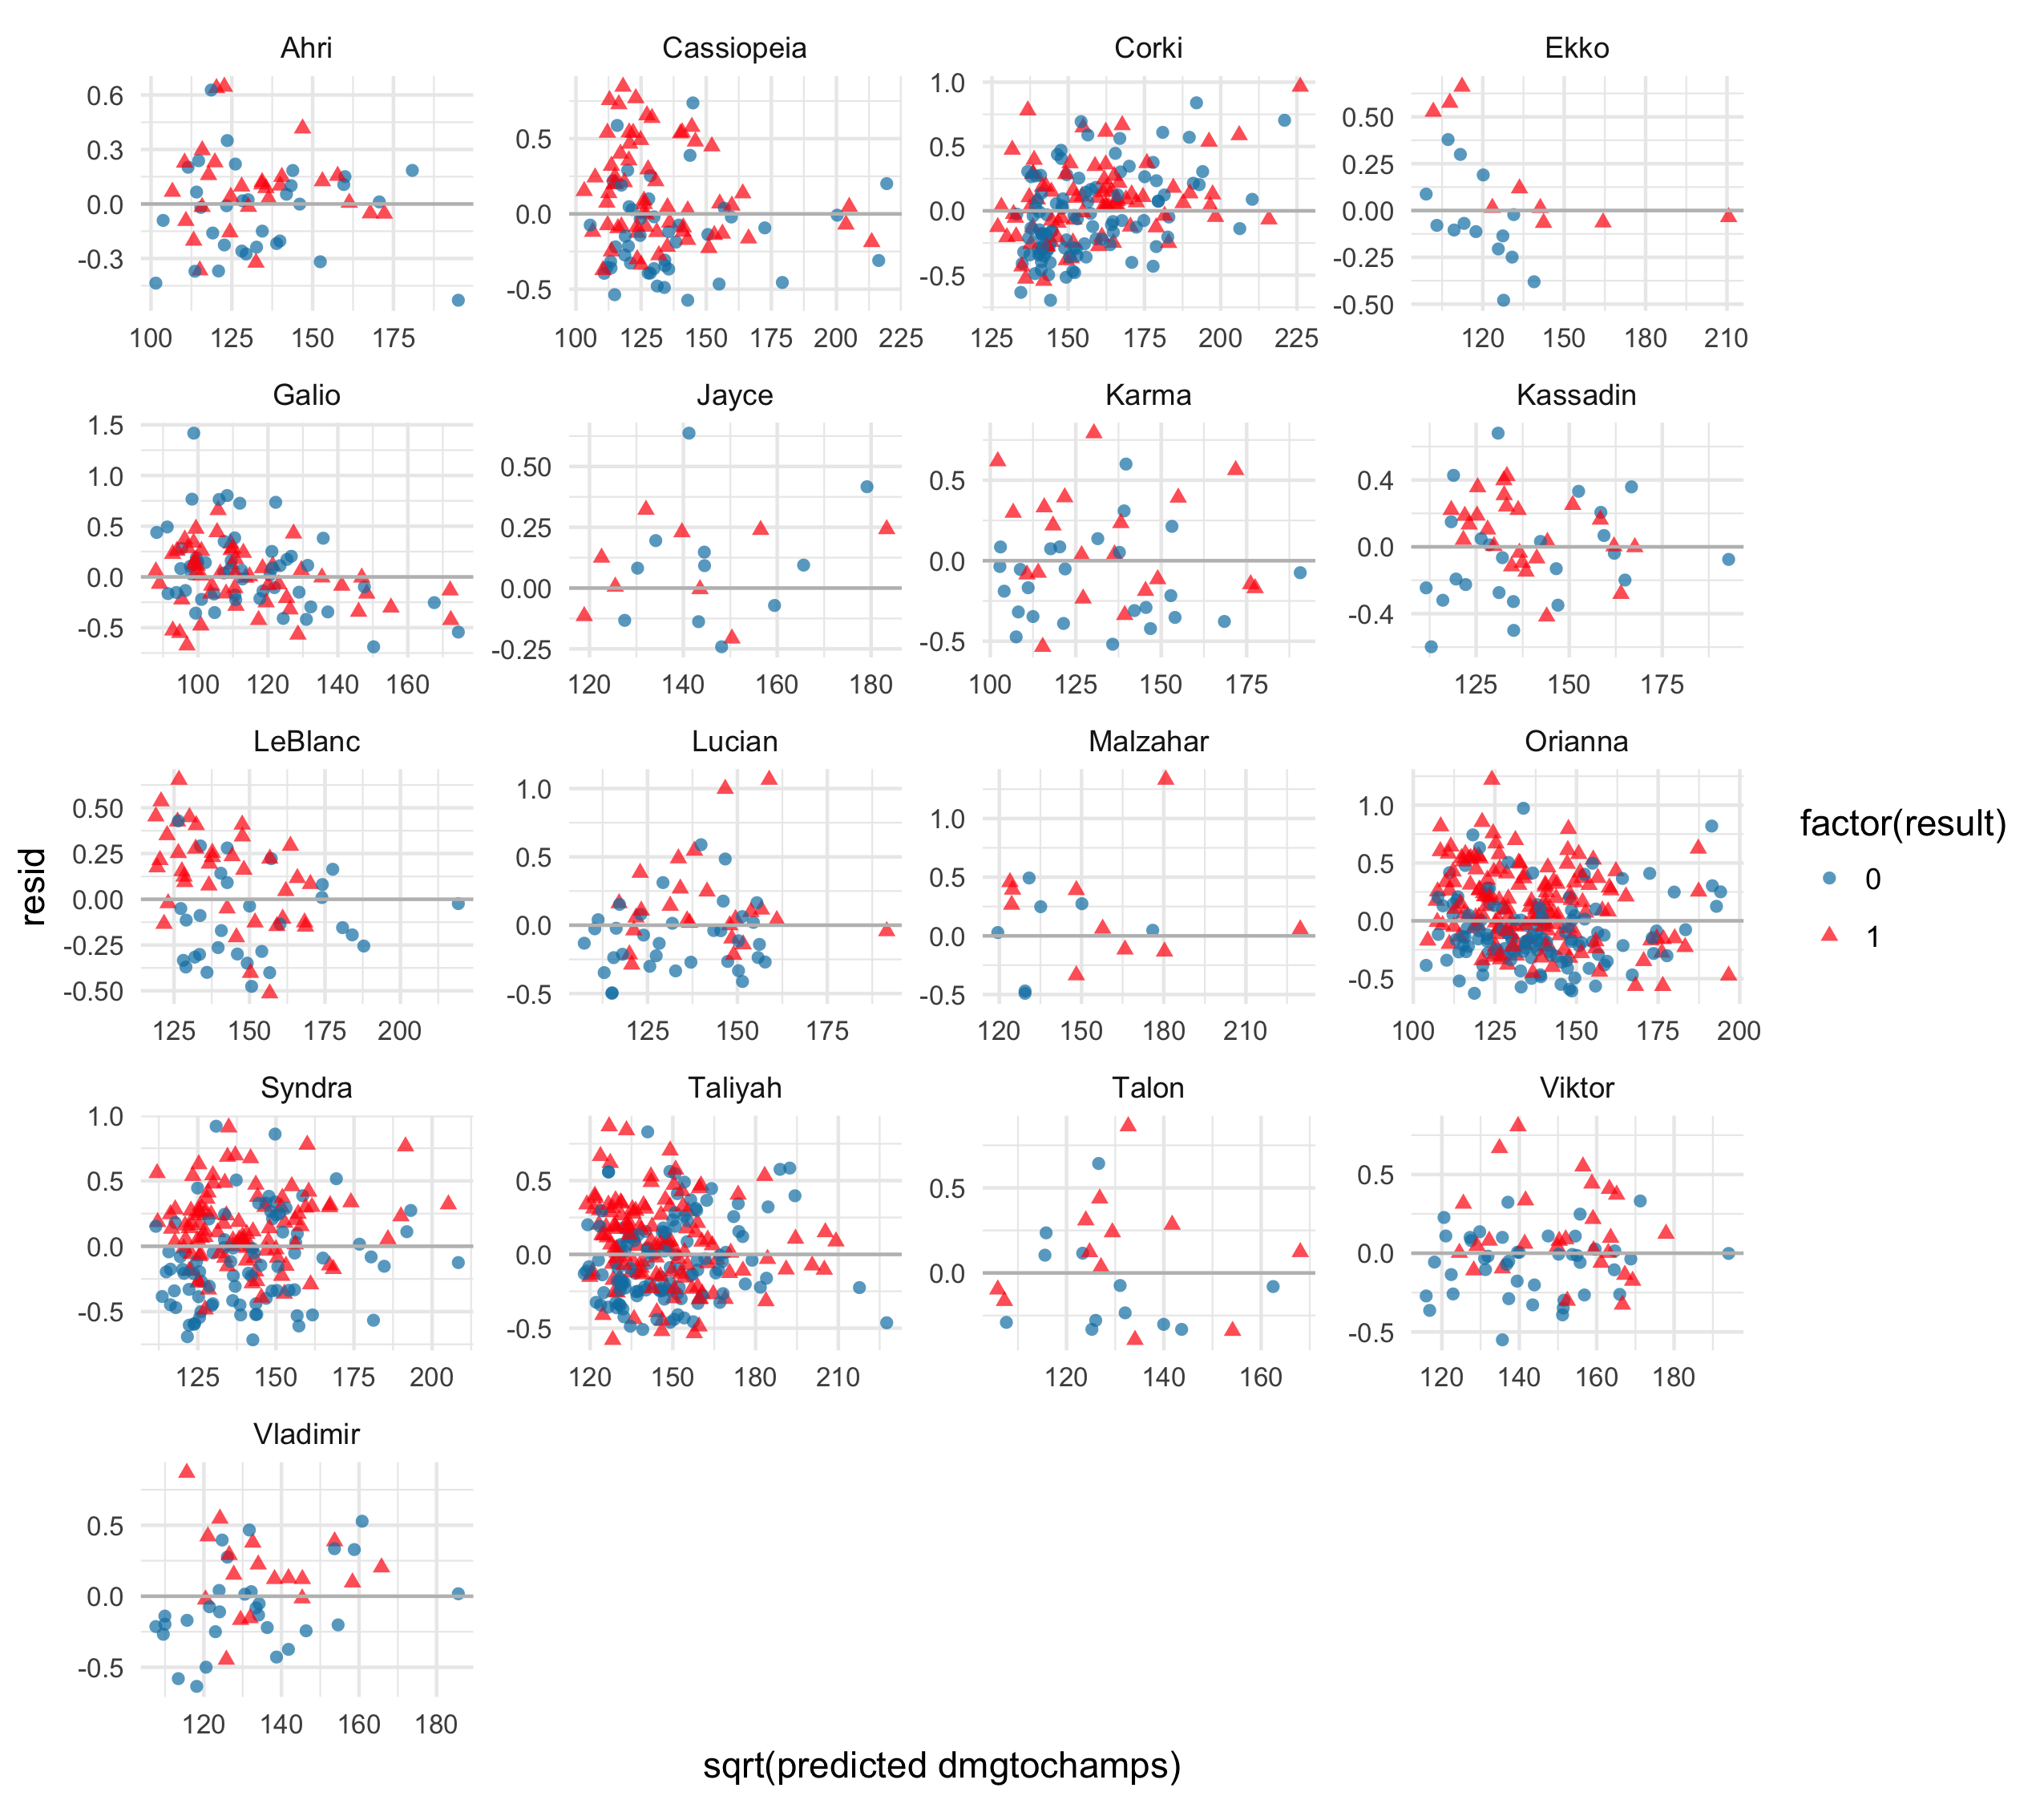 Ahri Cassiopeia Corki Ekko
0.6
0.3
0.0
-0.3
100 125 150 175
0.5
0.0
-0.5
100 125 150 175 200 225
1.0
0.5
0.0
-0.5
125 150 175 200 225
0.50
0.25
0.00
-0.25
-0.50
120 150 180 210
Galio Jayce Karma Kassadin
1.5
1.0
0.5
0.0
-0.5
100 120 140 160
0.50
0.25
0.00
-0.25
120 140 160 180
0.5
0.0
-0.5
100 125 150 175
0.4
0.0
-0.4
125 150 175
LeBlanc Lucian Malzahar Orianna
0.50
0.25
0.00
-0.25
-0.50
125 150 175 200
1.0
0.5
0.0
-0.5
125 150 175
1.0
0.5
0.0
-0.5
120 150 180 210
1.0
0.5
0.0
-0.5
100 125 150 175 200
Syndra Taliyah Talon Viktor
1.0
0.5
0.0
-0.5
125 150 175 200
0.5
0.0
-0.5
120 150 180 210
0.5
0.0
120 140 160
0.5
0.0
-0.5
120 140 160 180
Vladimir
0.5
0.0
-0.5
120 140 160 180
resid
sqrt(predicted dmgtochamps)
factor(result)
0
1